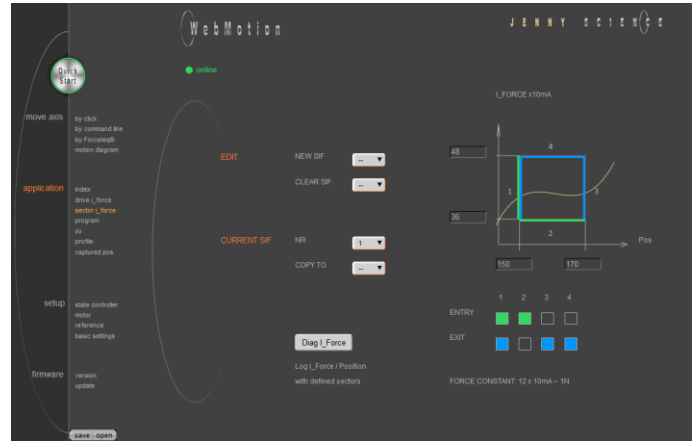 WebMotion
JENNY SCIENCE
Quick
Start
online
I_FORCE x10mA
move axis
by click
by command line
by Forceteq®
motion diagram
EDIT
NEW SIF
--
CLEAR SIF
--
48
4
1
3
36
2
Pos
150
170
application
index
drive i_force
sector i_force
program
i/o
profile
captured pos
CURRENT SIF
NR
1
COPY TO
--
1 2 3 4
ENTRY
EXIT
setup
state controller
motor
reference
basic settings
Diag I_Force
Log I_Force / Position
with defined sectors
FORCE CONSTANT: 12 x 10mA ~ 1N
firmware
version
update
save open